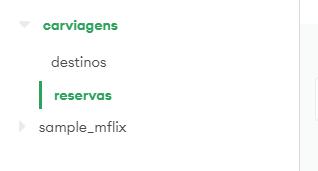 carviagens
destinos
reservas
sample_mflix